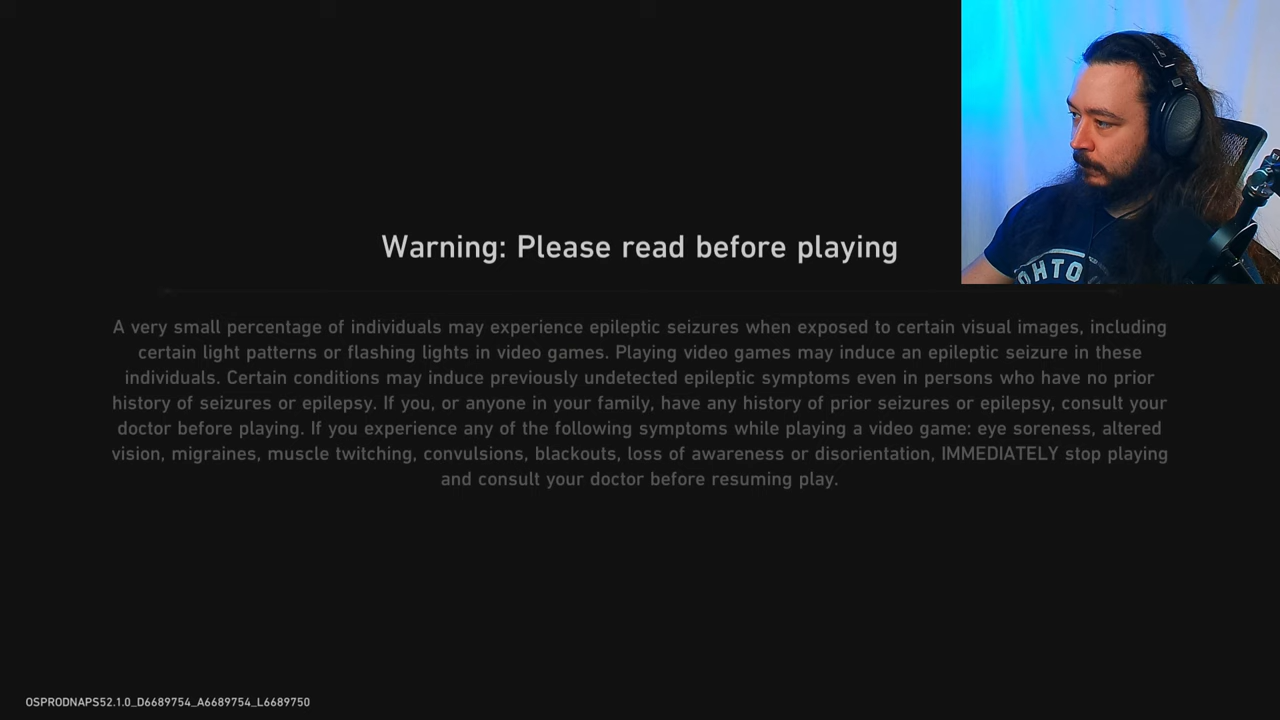 Warning: Please read before playing
A very small percentage of individuals may experience epileptic seizures when exposed to certain visual images, including
certain light patterns or flashing lights in video games. Playing video games may induce an epileptic seizure in these
individuals. Certain conditions may induce previously undetected epileptic symptoms even in persons who have no prior
history of seizures or epilepsy. If you, or anyone in your family, have any history of prior seizures or epilepsy, consult your
doctor before playing. If you experience any of the following symptoms while playing a video game: eye soreness, altered
vision, migraines, muscle twitching, convulsions, blackouts, loss of awareness or disorientation, IMMEDIATELY stop playing
and consult your doctor before resuming play.
OSPRODNAPS52.1.0_D6689754_A6689754_L6689750